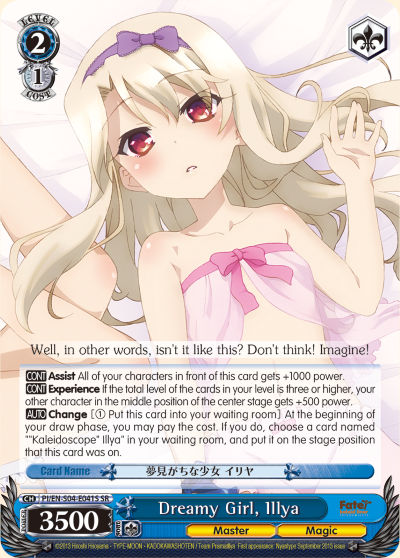 LEVEL
2
1
COST
Well, in other words, isn't it like this? Don't think! Imagine!
CONT Assist All of your characters in front of this card gets +1000 power.
CONT Experience If the total level of the cards in your level is three or higher, your
other character in the middle position of the center stage gets +500 power.
AUTO Change [① Put this card into your waiting room] At the beginning of
your draw phase, you may pay the cost. If you do, choose a card named
""Kaleidoscope" Illya" in your waiting room, and put it on the stage position
that this card was on.
Card Name 夢見がちな少女 イリヤ
CH PI/EN-S04-E041S SR
Dreamy Girl, Illya
POWER 3500 SOUL
Master Magic